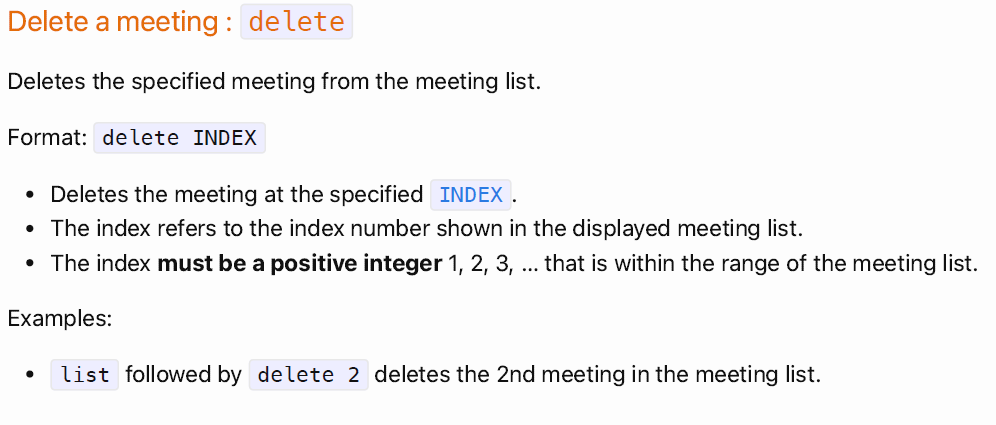 Delete a meeting : delete
Deletes the specified meeting from the meeting list.
Format: delete INDEX
• Deletes the meeting at the specified INDEX.
• The index refers to the index number shown in the displayed meeting list.
• The index must be a positive integer 1, 2, 3, … that is within the range of the meeting list.
Examples:
• list followed by delete 2 deletes the 2nd meeting in the meeting list.